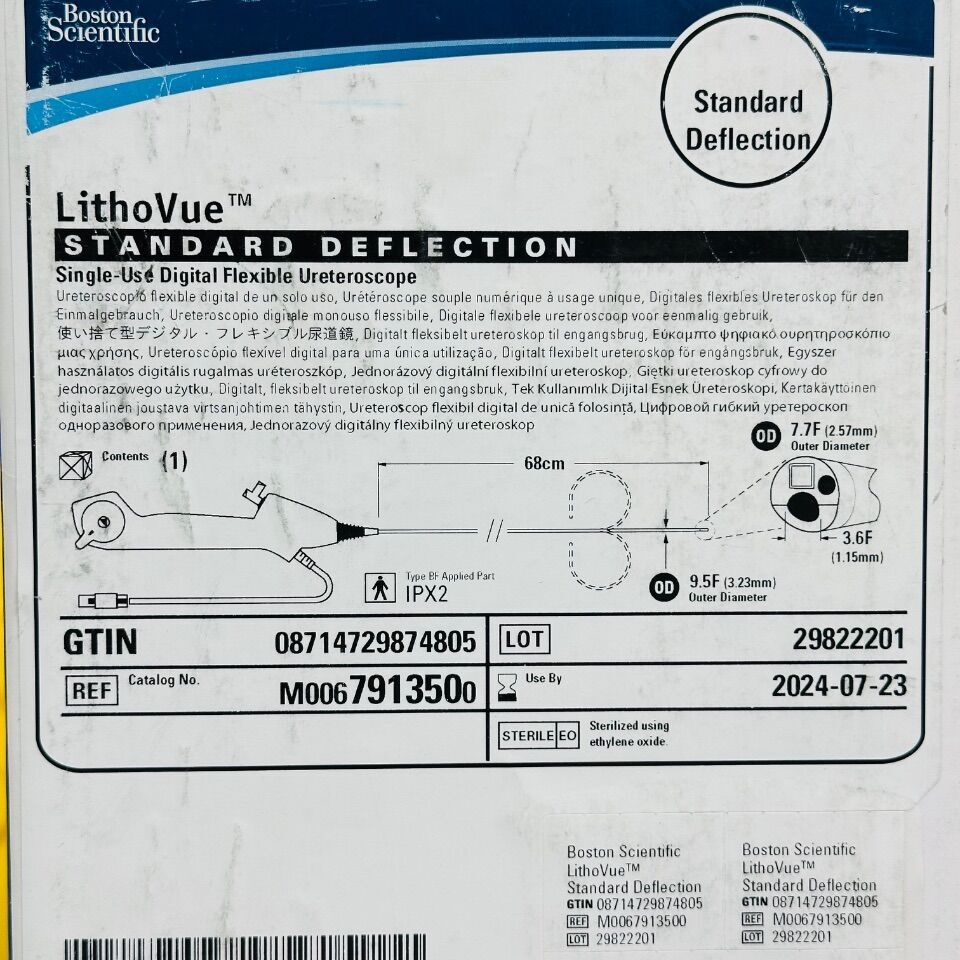 Boston
Scientific
Standard
Deflection
LithoVue™
STANDARD DEFLECTION
Single-Use Digital Flexible Ureteroscope
Ureteroscopio flexible digital de un solo uso, Urétéroscope souple numérique à usage unique, Digitales flexibles Ureteroskop für den
Einmalgebrauch, Ureteroscopio digitale monouso flessibile, Digitale flexibele ureteroscoop voor eenmalig gebruik,
使い捨て型デジタル・フレキシブル尿道鏡, Digitalt fleksibelt ureteroskop til engangsbrug, Εύκαμπτο ψηφιακό ουρητηροσκόπιο
μιας χρήσης, Ureteroscópio flexível digital para uma única utilização, Digitalt flexibelt ureteroskop för engångsbruk, Egyszer
használatos digitális rugalmas uréteroszkóp, Jednorázový digitální flexibilní ureteroskop, Giętki ureteroskop cyfrowy do
jednorazowego użytku, Digitalt, fleksibelt ureteroskop til engangsbruk, Tek Kullanımlık Dijital Esnek Üreteroskopi, Kertakäyttöinen
digitaalinen joustava virtsanjohtimen tähystin, Ureteroscop flexibil digital de unică folosință, Цифровой гибкий уретероскоп
одноразового применения, Jednorazový digitálny flexibilný ureteroskop
OD 7.7F (2.57mm)
Outer Diameter
Contents (1)
68cm
3.6F
(1.15mm)
Type BF Applied Part
IPX2
OD 9.5F (3.23mm)
Outer Diameter
GTIN 08714729874805
LOT 29822201
REF Catalog No. M0067913500
Use By 2024-07-23
STERILE EO Sterilized using
ethylene oxide.
Boston Scientific
LithoVue™
Standard Deflection
GTIN 08714729874805
REF M0067913500
LOT 29822201
Boston Scientific
LithoVue™
Standard Deflection
GTIN 08714729874805
REF M0067913500
LOT 29822201